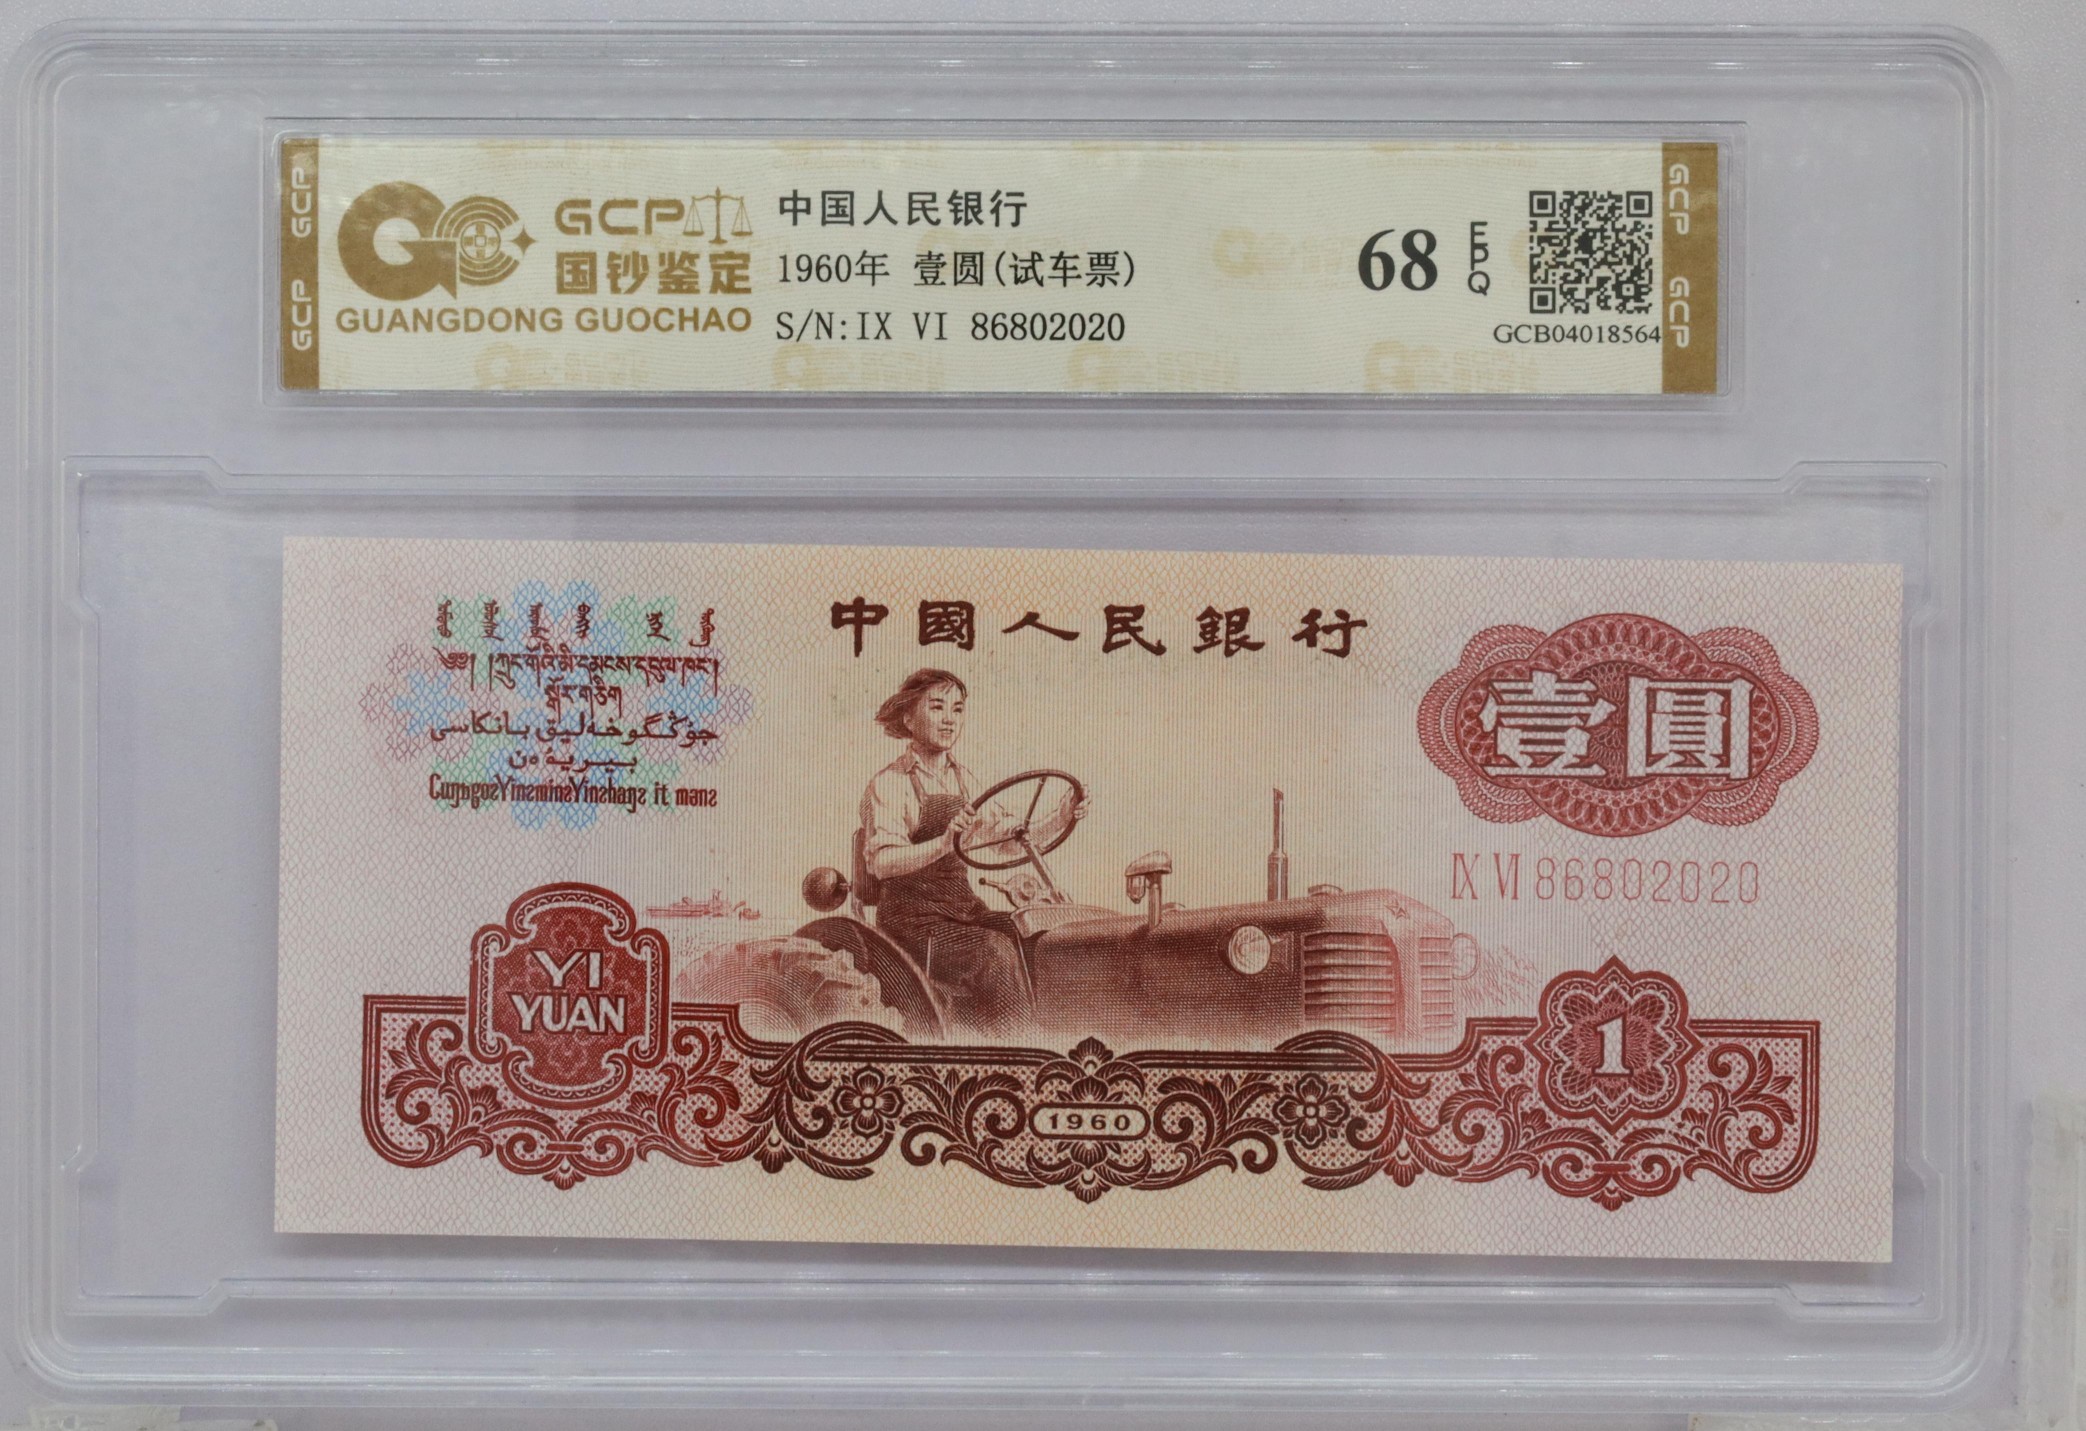 GCP GCP
GCP
国钞鉴定
GUANGDONG GUOCHAO
中国人民银行
1960年 壹圆(试车票)
S/N:IX VI 86802020
68 EPQ
GCB04018564
GCP GCP
中國人民銀行
壹圓
IX VI 86802020
YI
YUAN
1960
1